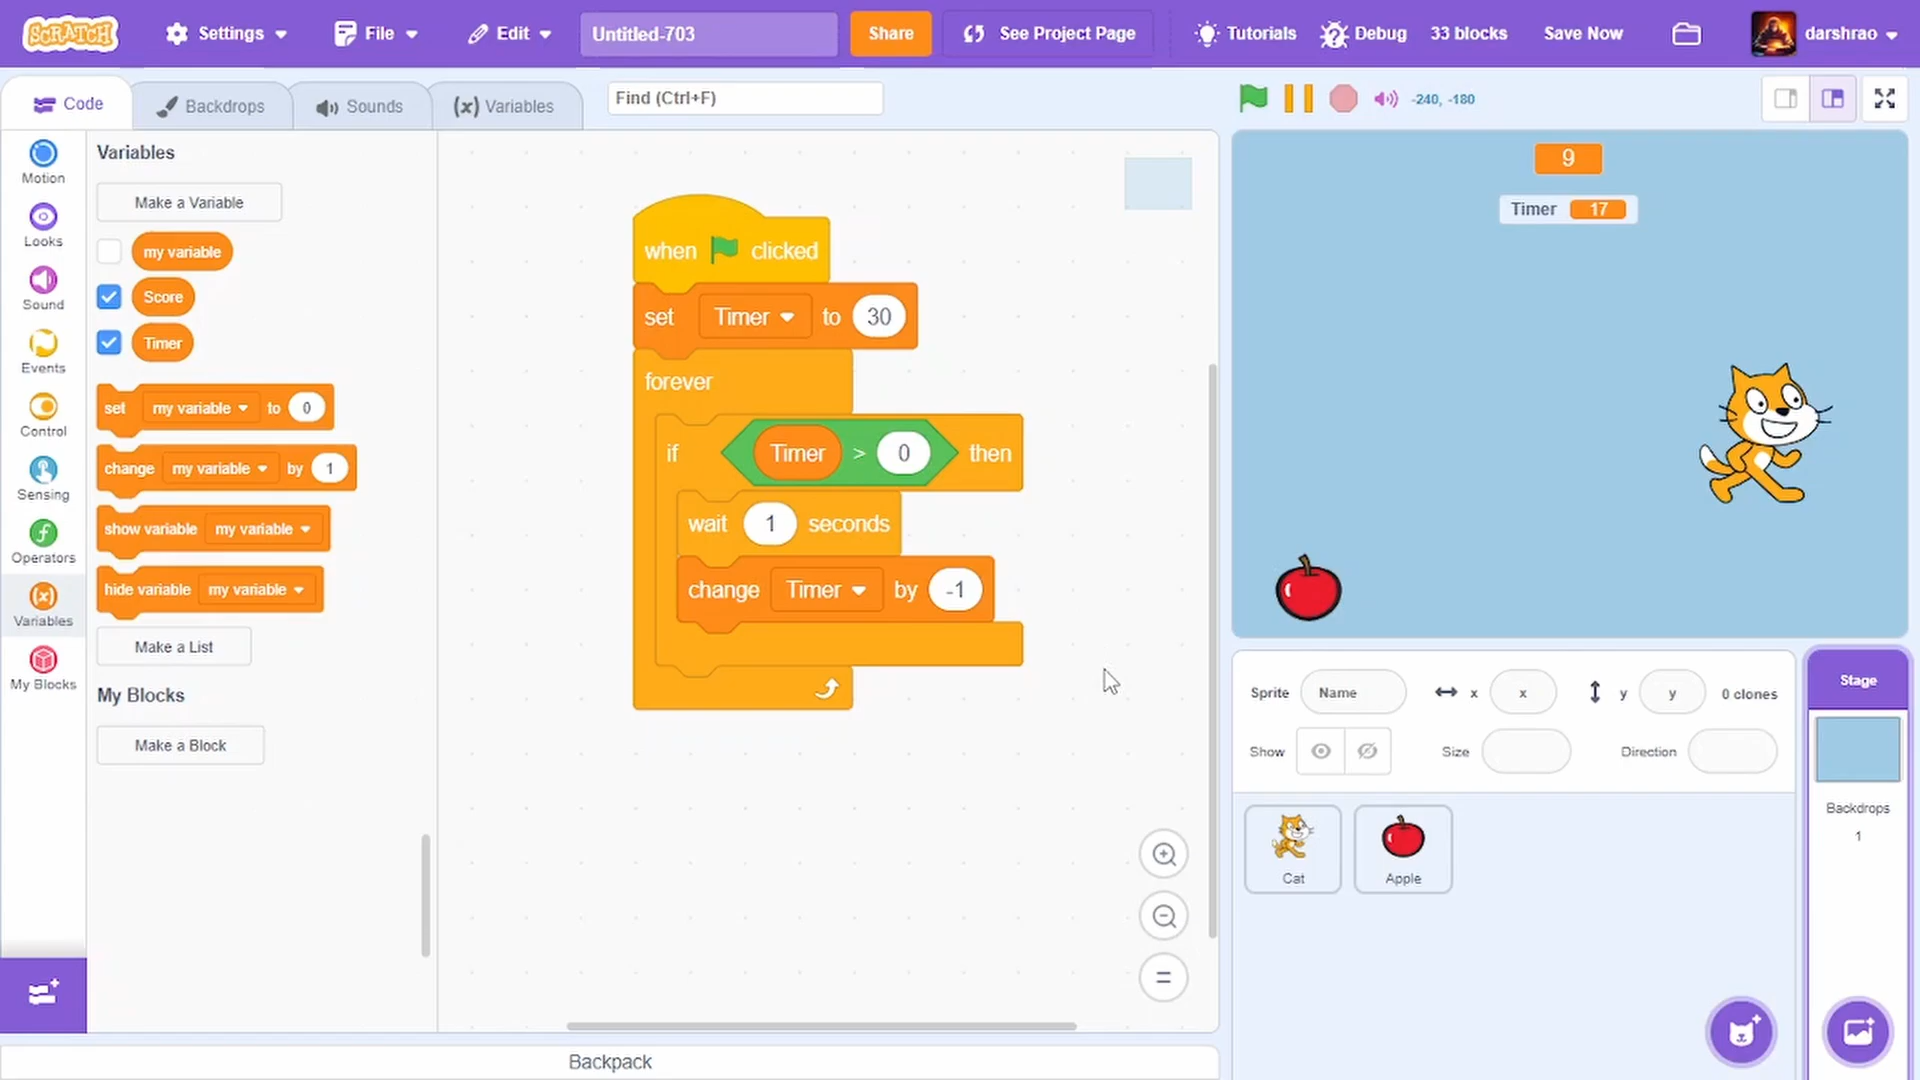 SCRATCH Settings File Edit Untitled-703 Share See Project Page Tutorials Debug 33 blocks Save Now darshrao
Code Backdrops Sounds (x) Variables Find (Ctrl+F) -240, -180
Motion
Looks
Sound
Events
Control
Sensing
Operators
Variables
My Blocks
Variables
Make a Variable
my variable
Score
Timer
set my variable to 0
change my variable by 1
show variable my variable
hide variable my variable
Make a List
My Blocks
Make a Block
when clicked
set Timer to 30
forever
if Timer > 0 then
wait 1 seconds
change Timer by -1
9
Timer 17
Sprite Name x x y y 0 clones
Show Size Direction
Cat
Apple
Stage
Backdrops
1
Backpack